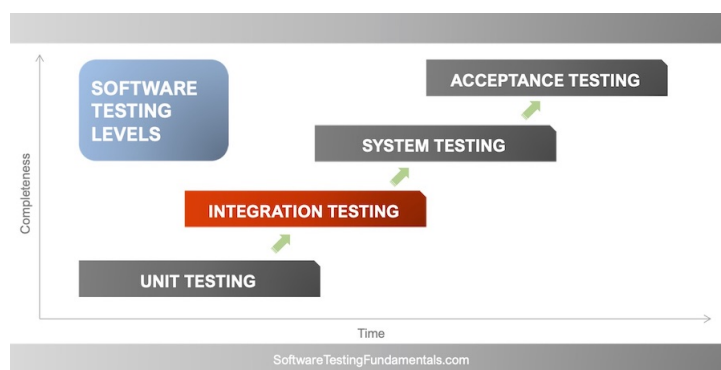 SOFTWARE
TESTING
LEVELS
ACCEPTANCE TESTING
SYSTEM TESTING
INTEGRATION TESTING
UNIT TESTING
Completeness
Time
SoftwareTestingFundamentals.com